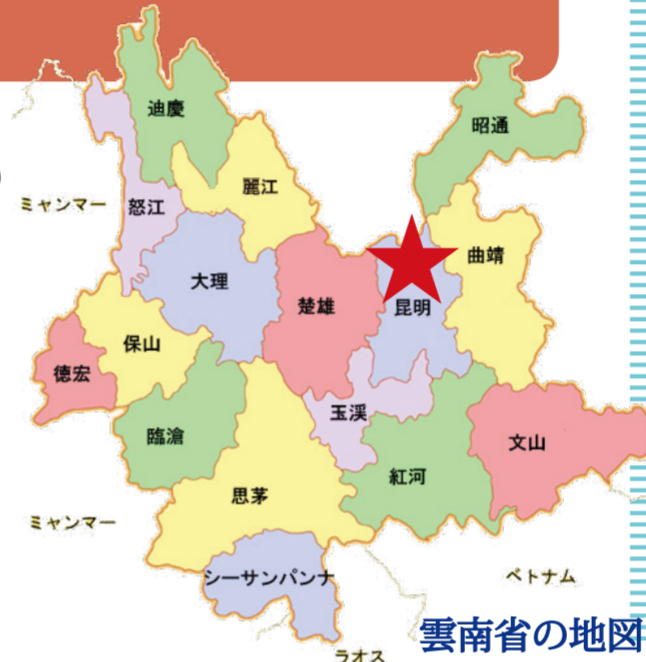 迪慶
昭通
麗江
ミャンマー
怒江
曲靖
大理
楚雄
昆明
保山
徳宏
玉渓
臨滄
文山
紅河
思茅
ミャンマー
シーサンパンナ
ベトナム
雲南省の地図
ラオス